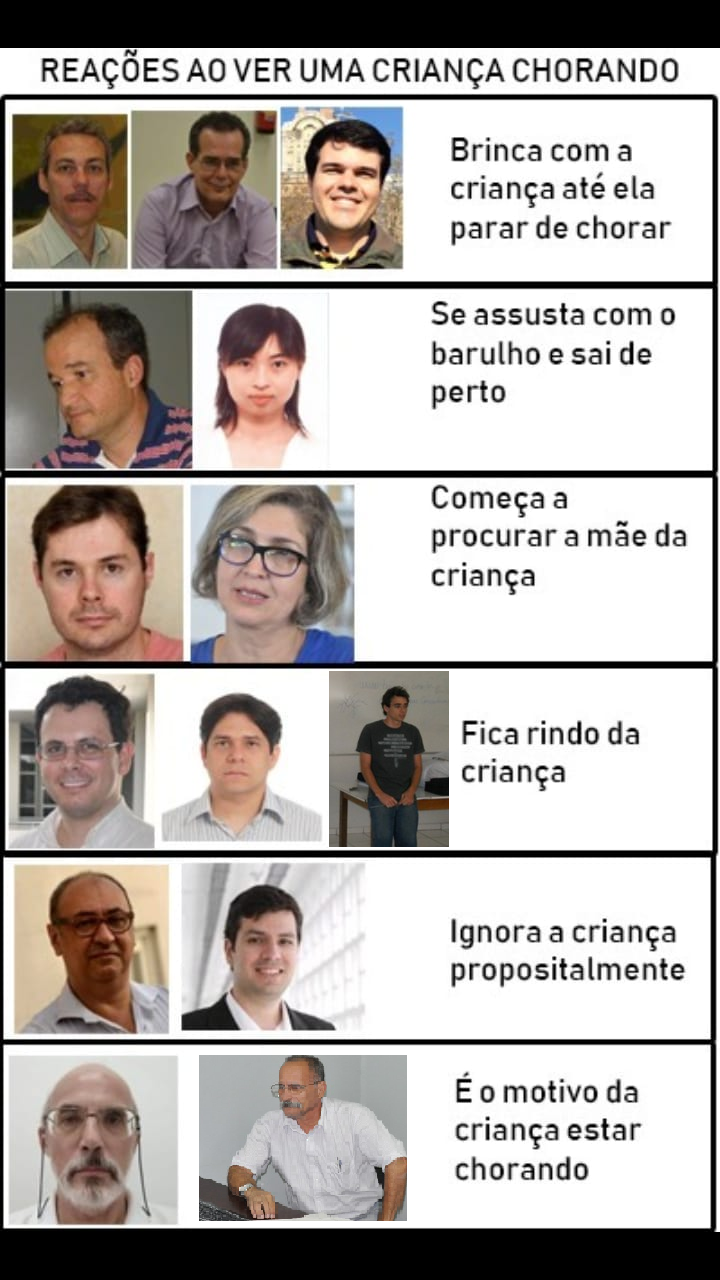 REAÇÕES AO VER UMA CRIANÇA CHORANDO
Brinca com a
criança até ela
parar de chorar
Se assusta com o
barulho e sai de
perto
Começa a
procurar a mãe da
criança
Fica rindo da
criança
Ignora a criança
propositalmente
É o motivo da
criança estar
chorando